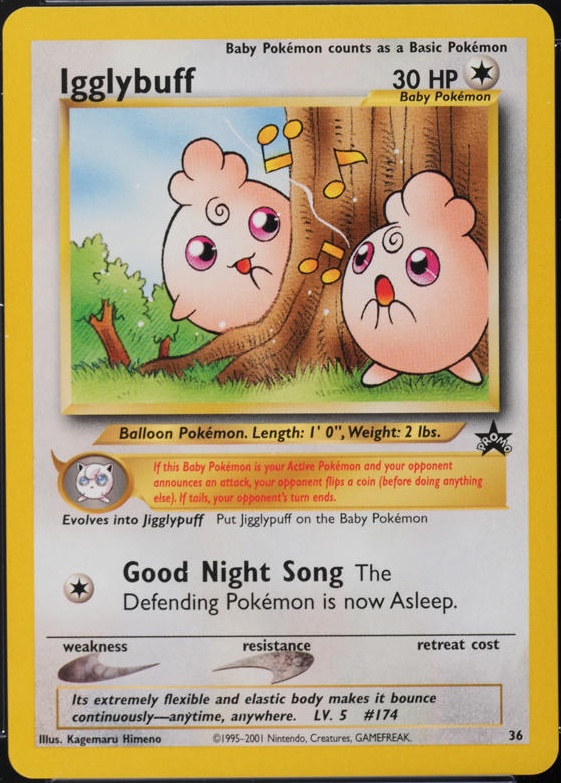 Baby Pokémon counts as a Basic Pokémon
Igglybuff
30 HP
Baby Pokémon
Balloon Pokémon. Length: 1' 0", Weight: 2 lbs.
PROMO
If this Baby Pokémon is your Active Pokémon and your opponent
announces an attack, your opponent flips a coin (before doing anything
else). If tails, your opponent's turn ends.
Evolves into Jigglypuff Put Jigglypuff on the Baby Pokémon
Good Night Song The
Defending Pokémon is now Asleep.
weakness resistance retreat cost
Its extremely flexible and elastic body makes it bounce
continuously—anytime, anywhere. LV. 5 #174
Illus. Kagemaru Himeno ©1995-2001 Nintendo, Creatures, GAMEFREAK. 36